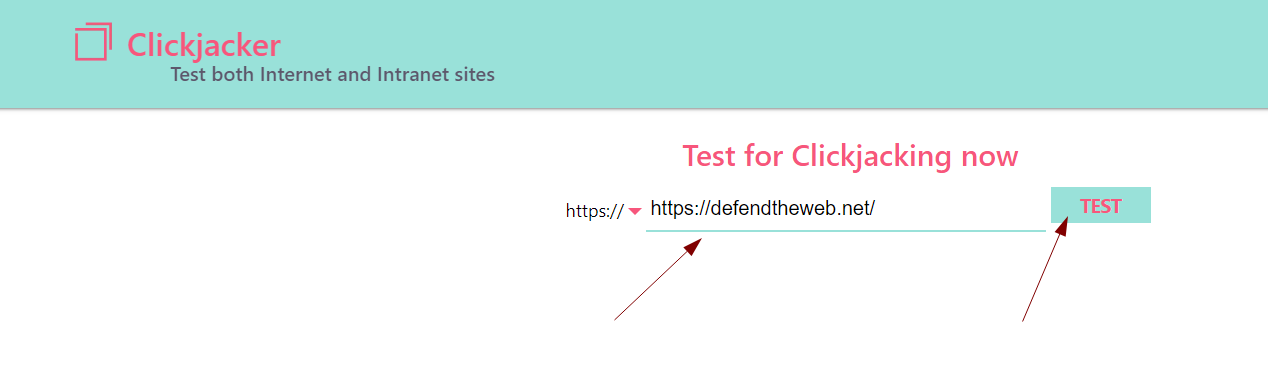 Clickjacker
Test both Internet and Intranet sites
Test for Clickjacking now
https:// https://defendtheweb.net/ TEST